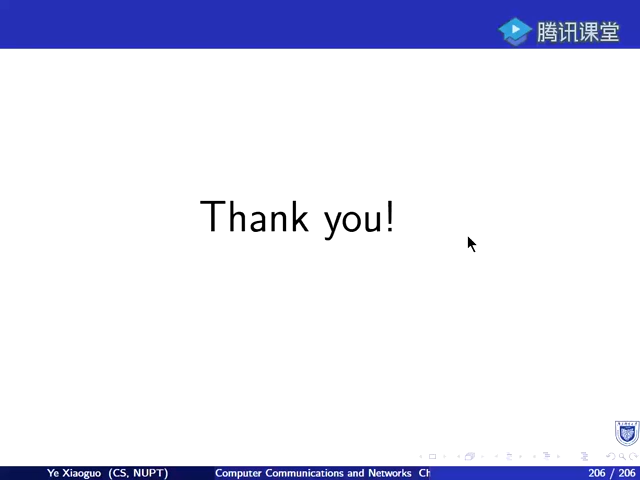 腾讯课堂
Thank you!
Ye Xiaoguo (CS, NUPT)
Computer Communications and Networks Ch
206 / 206